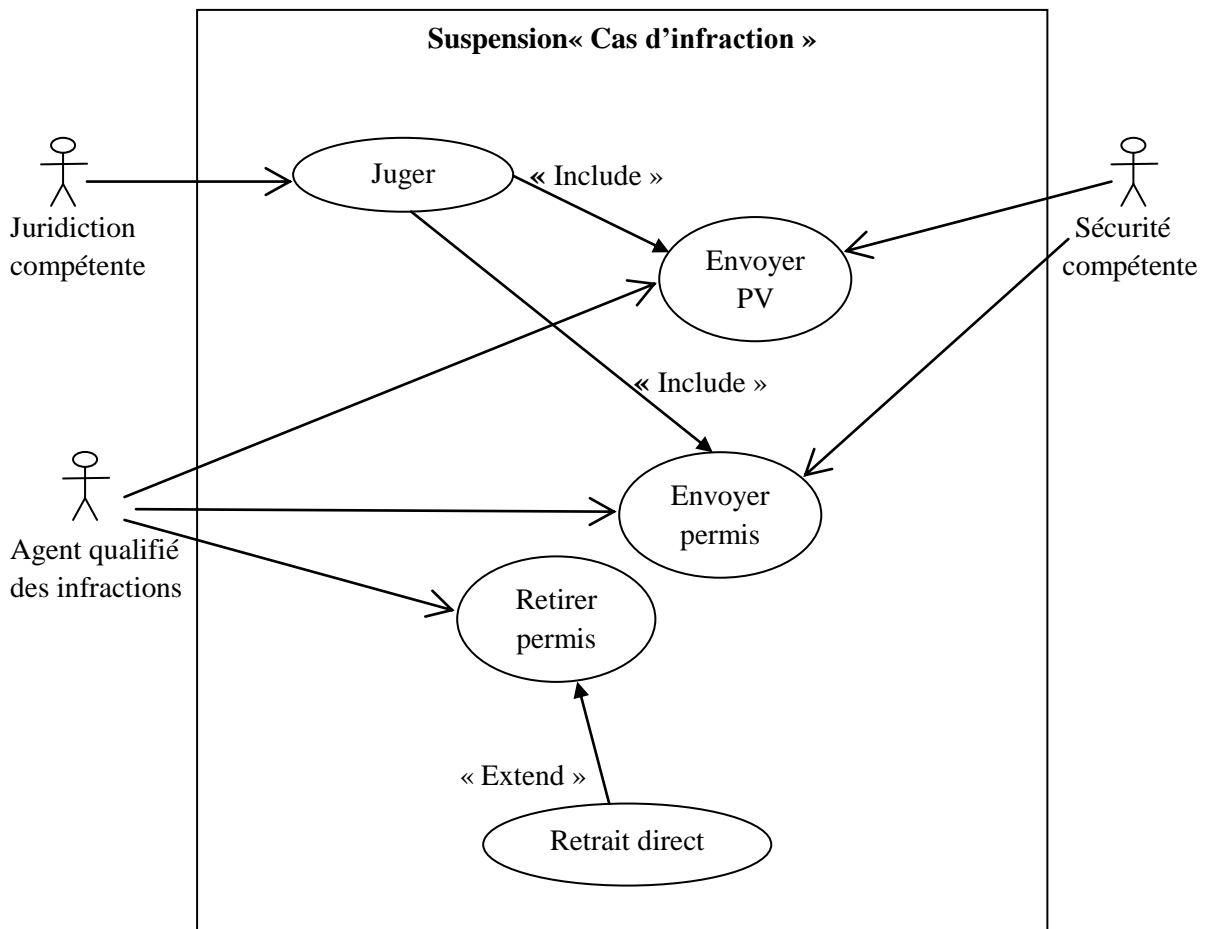 Suspension« Cas d'infraction »
Juger
« Include »
Juridiction
compétente
Sécurité
compétente
Envoyer
PV
« Include »
Envoyer
permis
Agent qualifié
des infractions
Retirer
permis
« Extend »
Retrait direct